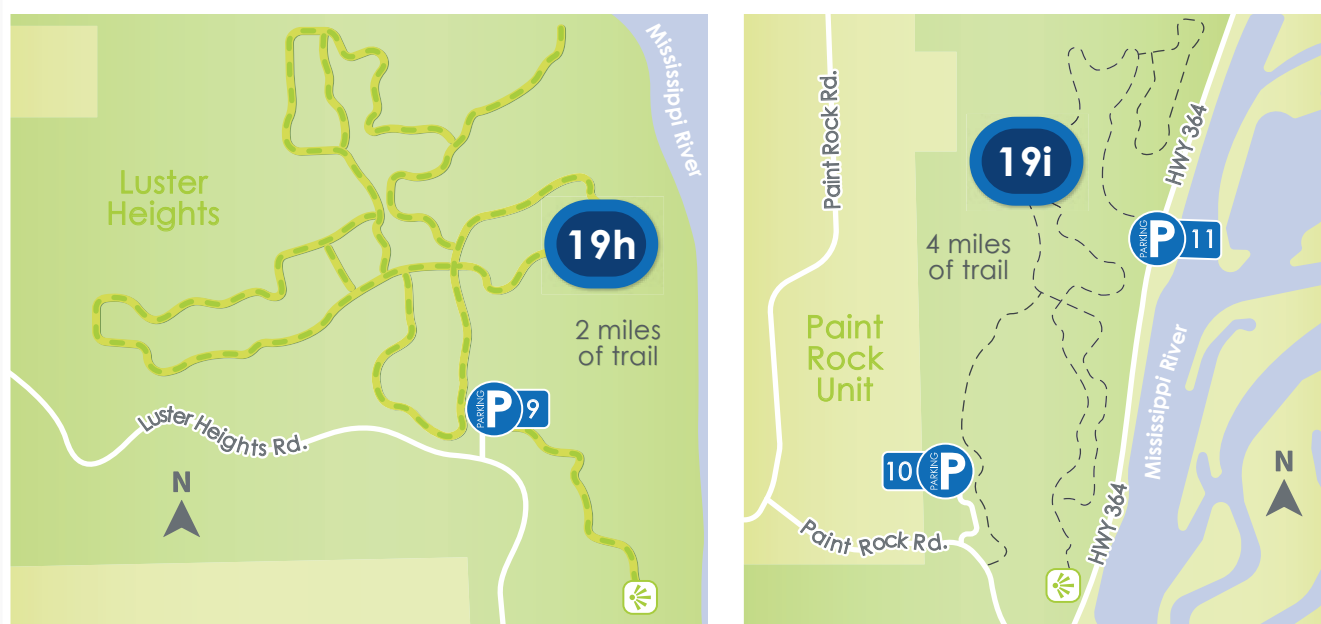 Mississippi River
Luster
Heights
19h
2 miles
of trail
PARKING
P
9
Luster Heights Rd.
N
Paint Rock Rd.
HWY 364
19i
4 miles
of trail
PARKING
P
11
Paint
Rock
Unit
Mississippi River
10
PARKING
P
N
HWY 364
Paint Rock Rd.